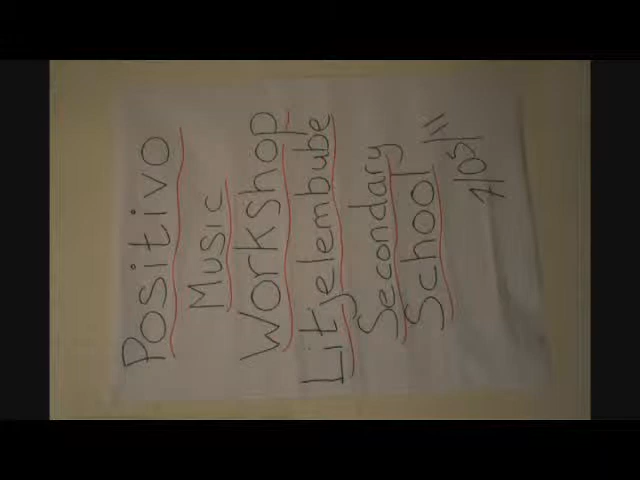 Positivo
Music
Workshop
Litjelembube
Secondary
School
7/03/11